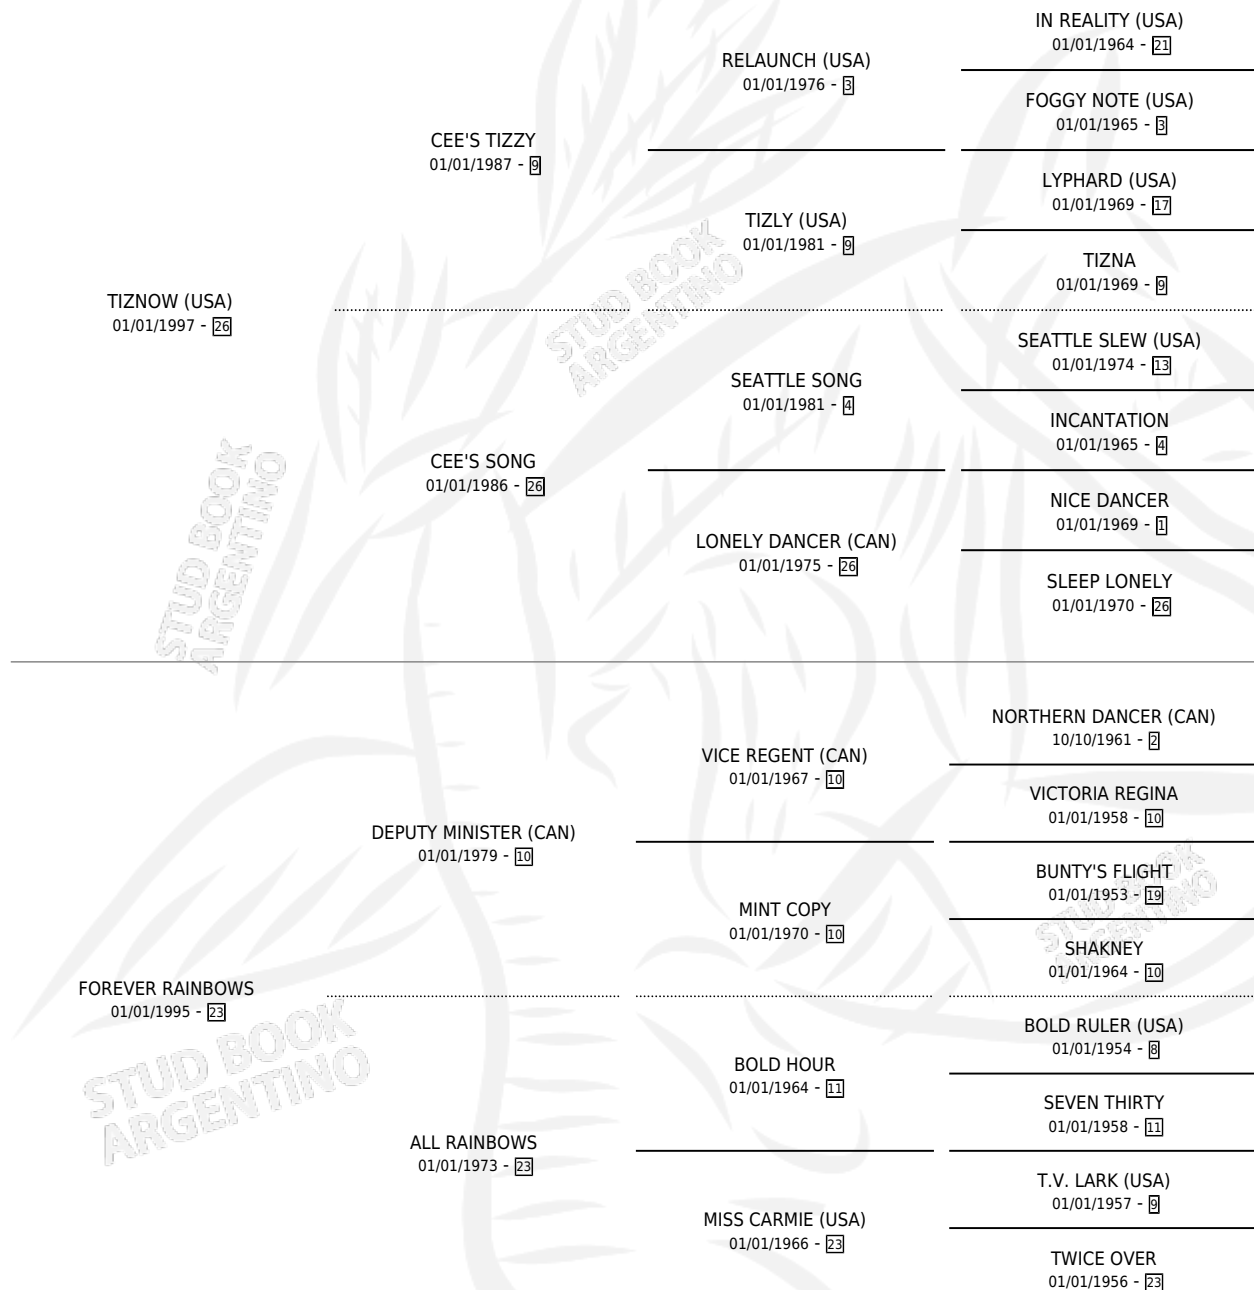 IN REALITY (USA)
01/01/1964 - 21
RELAUNCH (USA)
01/01/1976 - 3
FOGGY NOTE (USA)
01/01/1965 - 3
CEE'S TIZZY
01/01/1987 - 9
LYPHARD (USA)
01/01/1969 - 17
TIZLY (USA)
01/01/1981 - 9
TIZNA
01/01/1969 - 9
TIZNOW (USA)
01/01/1997 - 26
STUD BOOK
ARGENTINO
SEATTLE SLEW (USA)
01/01/1974 - 13
SEATTLE SONG
01/01/1981 - 4
INCANTATION
01/01/1965 - 4
CEE'S SONG
01/01/1986 - 26
NICE DANCER
01/01/1969 - 1
LONELY DANCER (CAN)
01/01/1975 - 26
SLEEP LONELY
01/01/1970 - 26
STUD BOOK
ARGENTINO
NORTHERN DANCER (CAN)
10/10/1961 - 2
VICE REGENT (CAN)
01/01/1967 - 10
VICTORIA REGINA
01/01/1958 - 10
DEPUTY MINISTER (CAN)
01/01/1979 - 10
BUNTY'S FLIGHT
01/01/1953 - 19
MINT COPY
01/01/1970 - 10
STUD BOOK
ARGENTINO
SHAKNEY
01/01/1964 - 10
FOREVER RAINBOWS
01/01/1995 - 23
BOLD RULER (USA)
01/01/1954 - 8
BOLD HOUR
01/01/1964 - 11
STUD BOOK
ARGENTINO
SEVEN THIRTY
01/01/1958 - 11
ALL RAINBOWS
01/01/1973 - 23
T.V. LARK (USA)
01/01/1957 - 9
MISS CARMIE (USA)
01/01/1966 - 23
TWICE OVER
01/01/1956 - 23